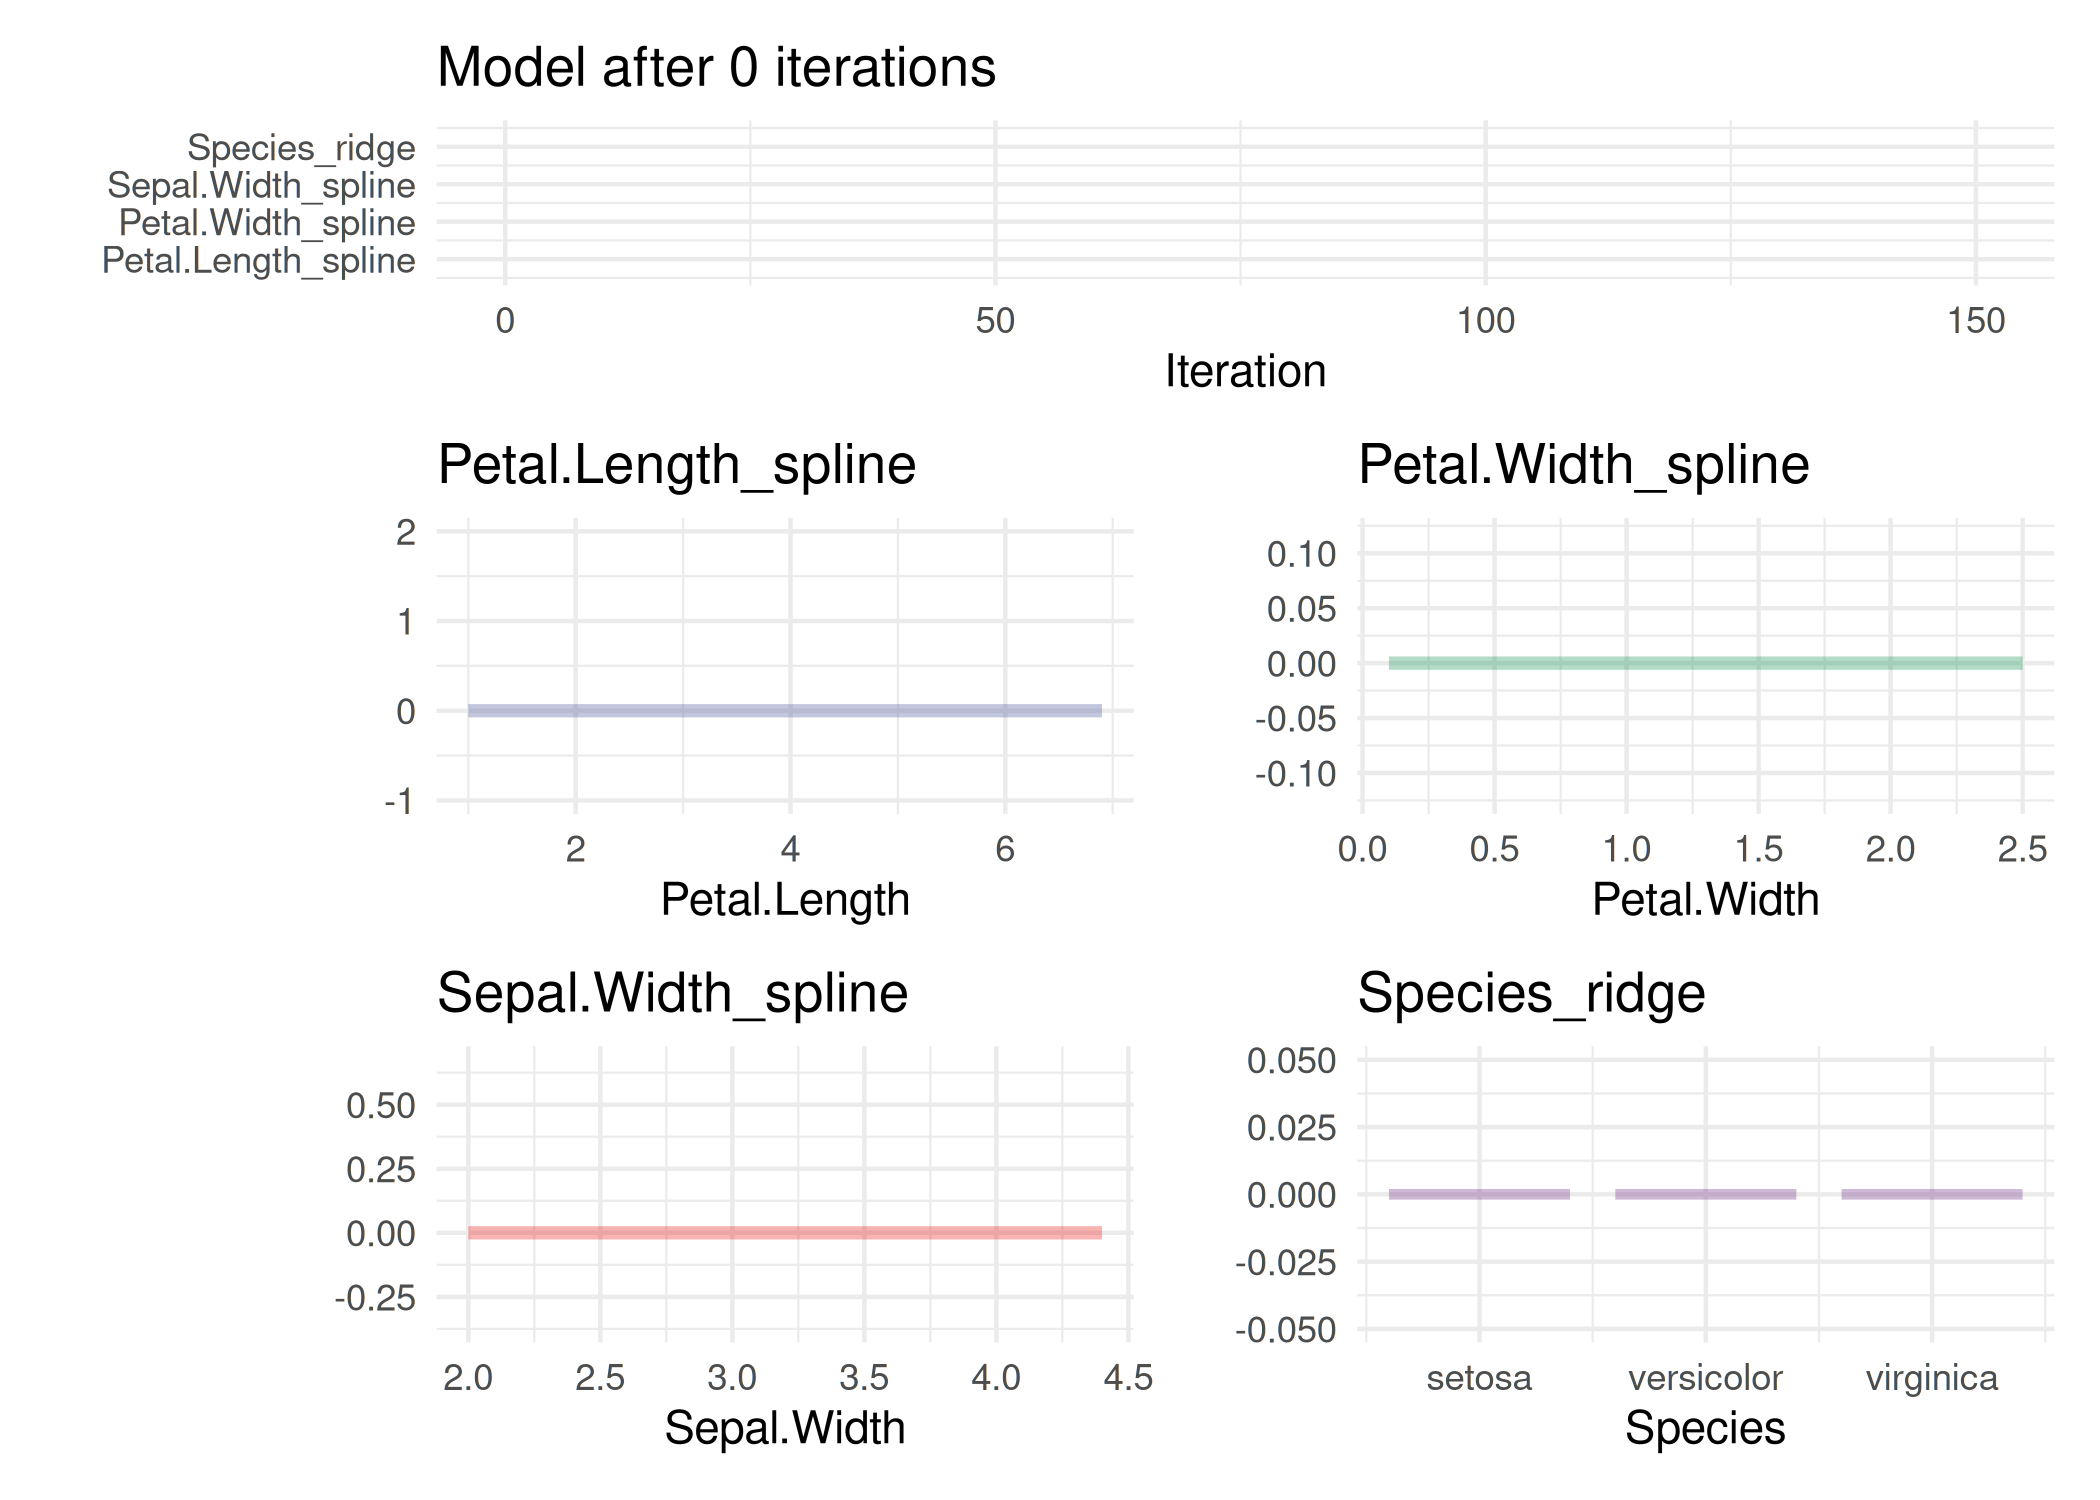 Model after 0 iterations
Species_ridge
Sepal.Width_spline
Petal.Width_spline
Petal.Length_spline
0 50 100 150
Iteration
Petal.Length_spline
2
1
0
-1
2 4 6
Petal.Length
Petal.Width_spline
0.10
0.05
0.00
-0.05
-0.10
0.0 0.5 1.0 1.5 2.0 2.5
Petal.Width
Sepal.Width_spline
0.50
0.25
0.00
-0.25
2.0 2.5 3.0 3.5 4.0 4.5
Sepal.Width
Species_ridge
0.050
0.025
0.000
-0.025
-0.050
setosa versicolor virginica
Species